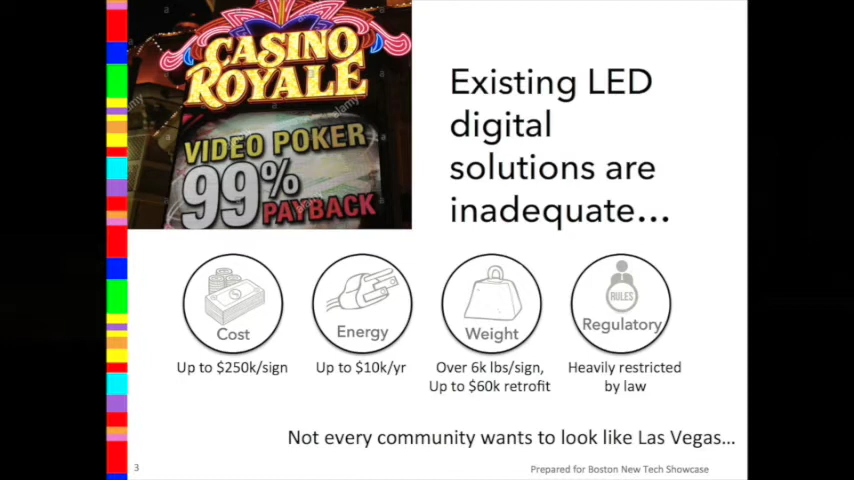 CASINO
ROYALE
VIDEO POKER
99%
PAYBACK
alamy
alamy
Existing LED
digital
solutions are
inadequate...
Cost
Energy
Weight
RULES
Regulatory
Up to $250k/sign
Up to $10k/yr
Over 6k lbs/sign,
Up to $60k retrofit
Heavily restricted
by law
Not every community wants to look like Las Vegas...
3
Prepared for Boston New Tech Showcase